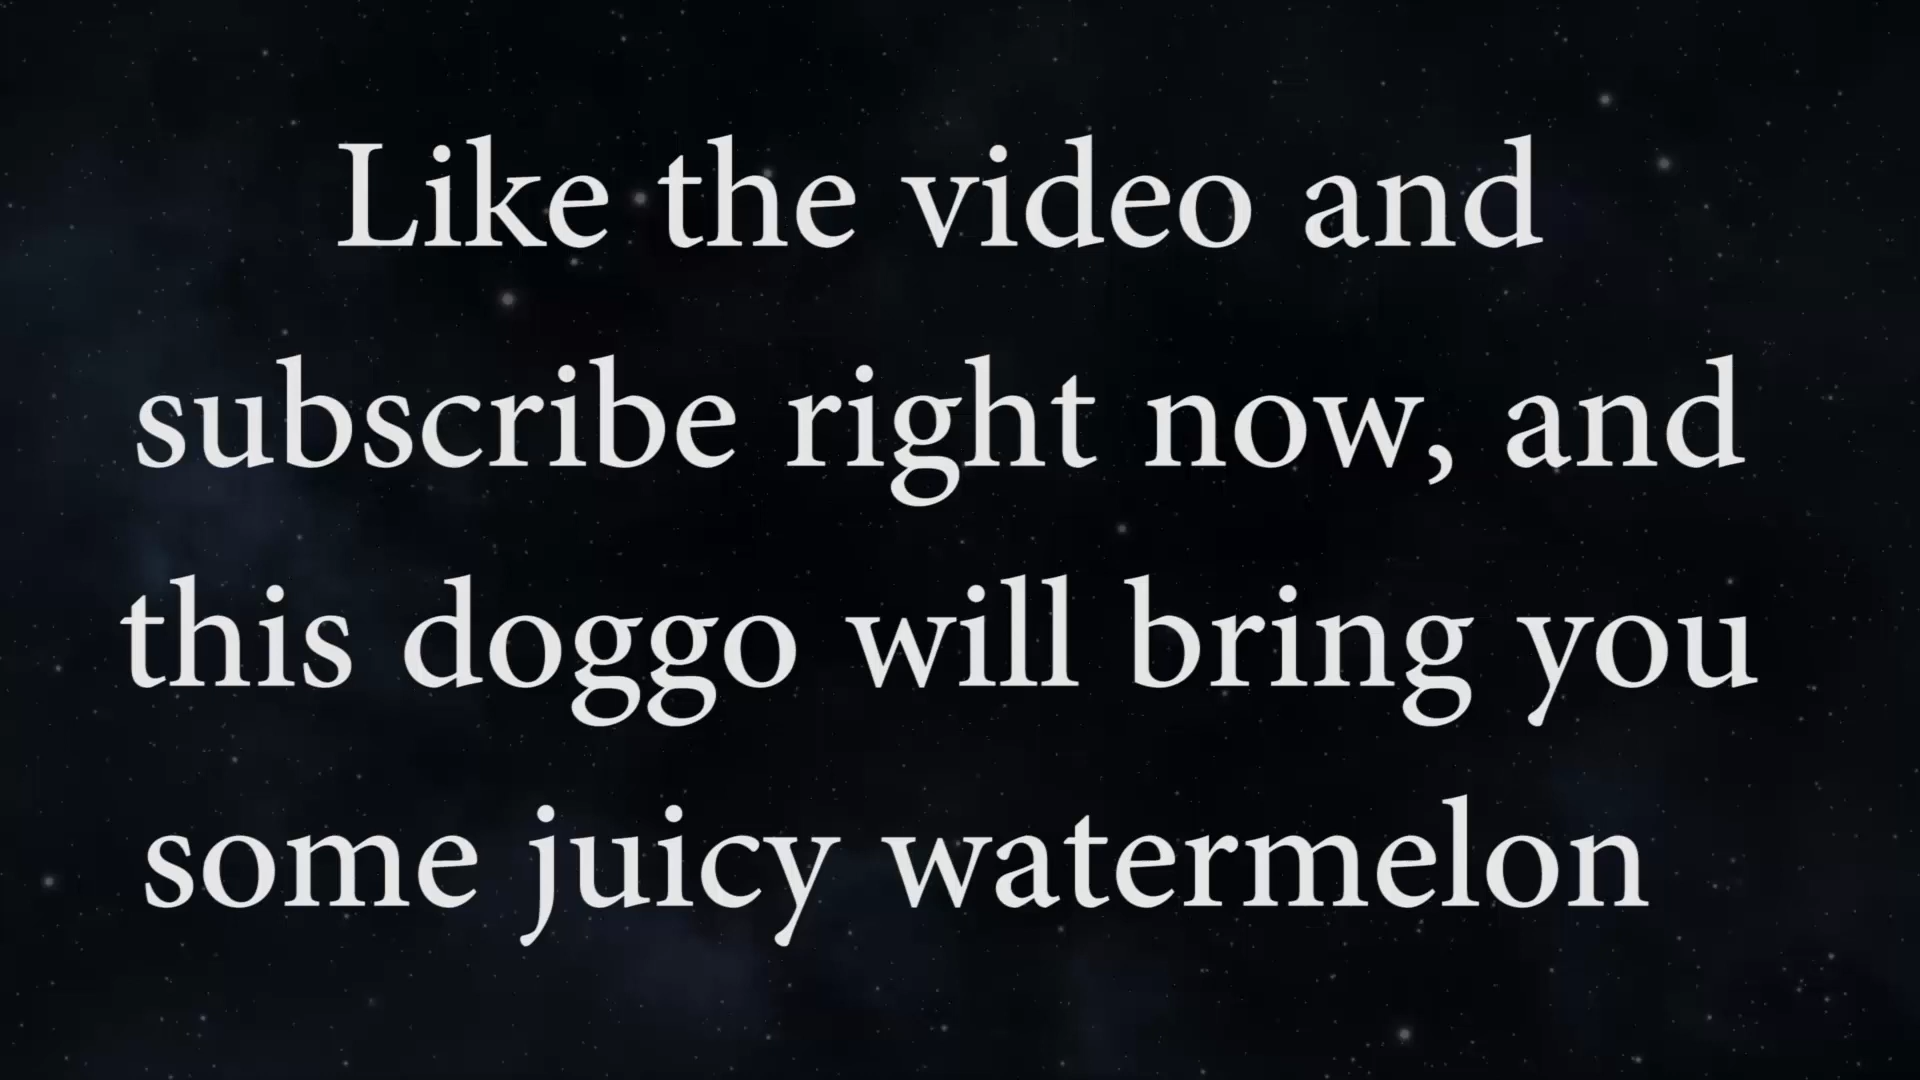 Like the video and
subscribe right now, and
this doggo will bring you
some juicy watermelon